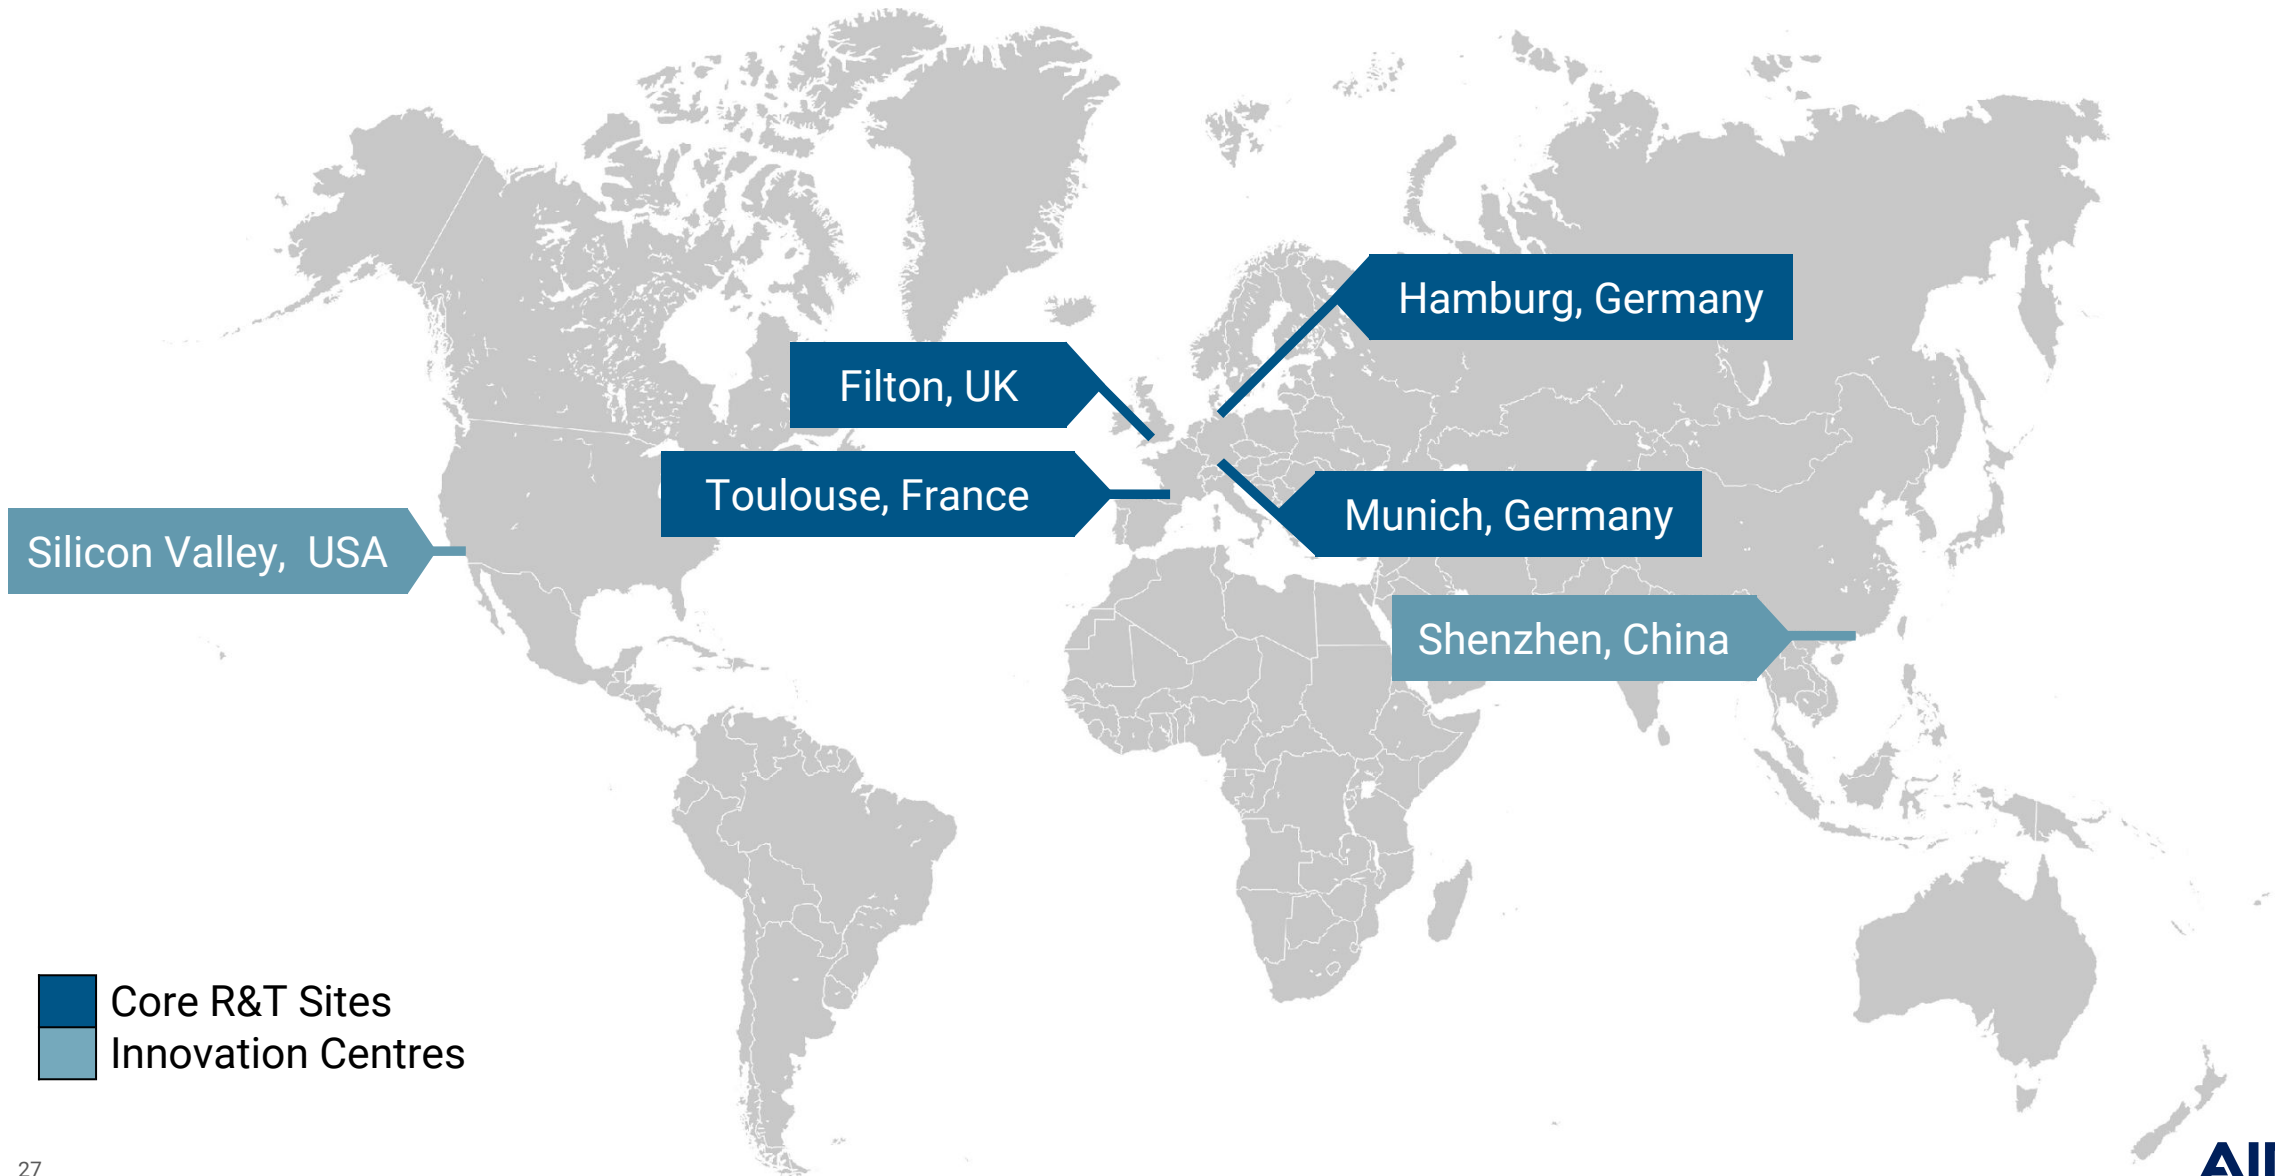 Hamburg, Germany
Filton, UK
Toulouse, France
Munich, Germany
Silicon Valley,  USA
Shenzhen, China
Core R&T Sites
Innovation Centres
27